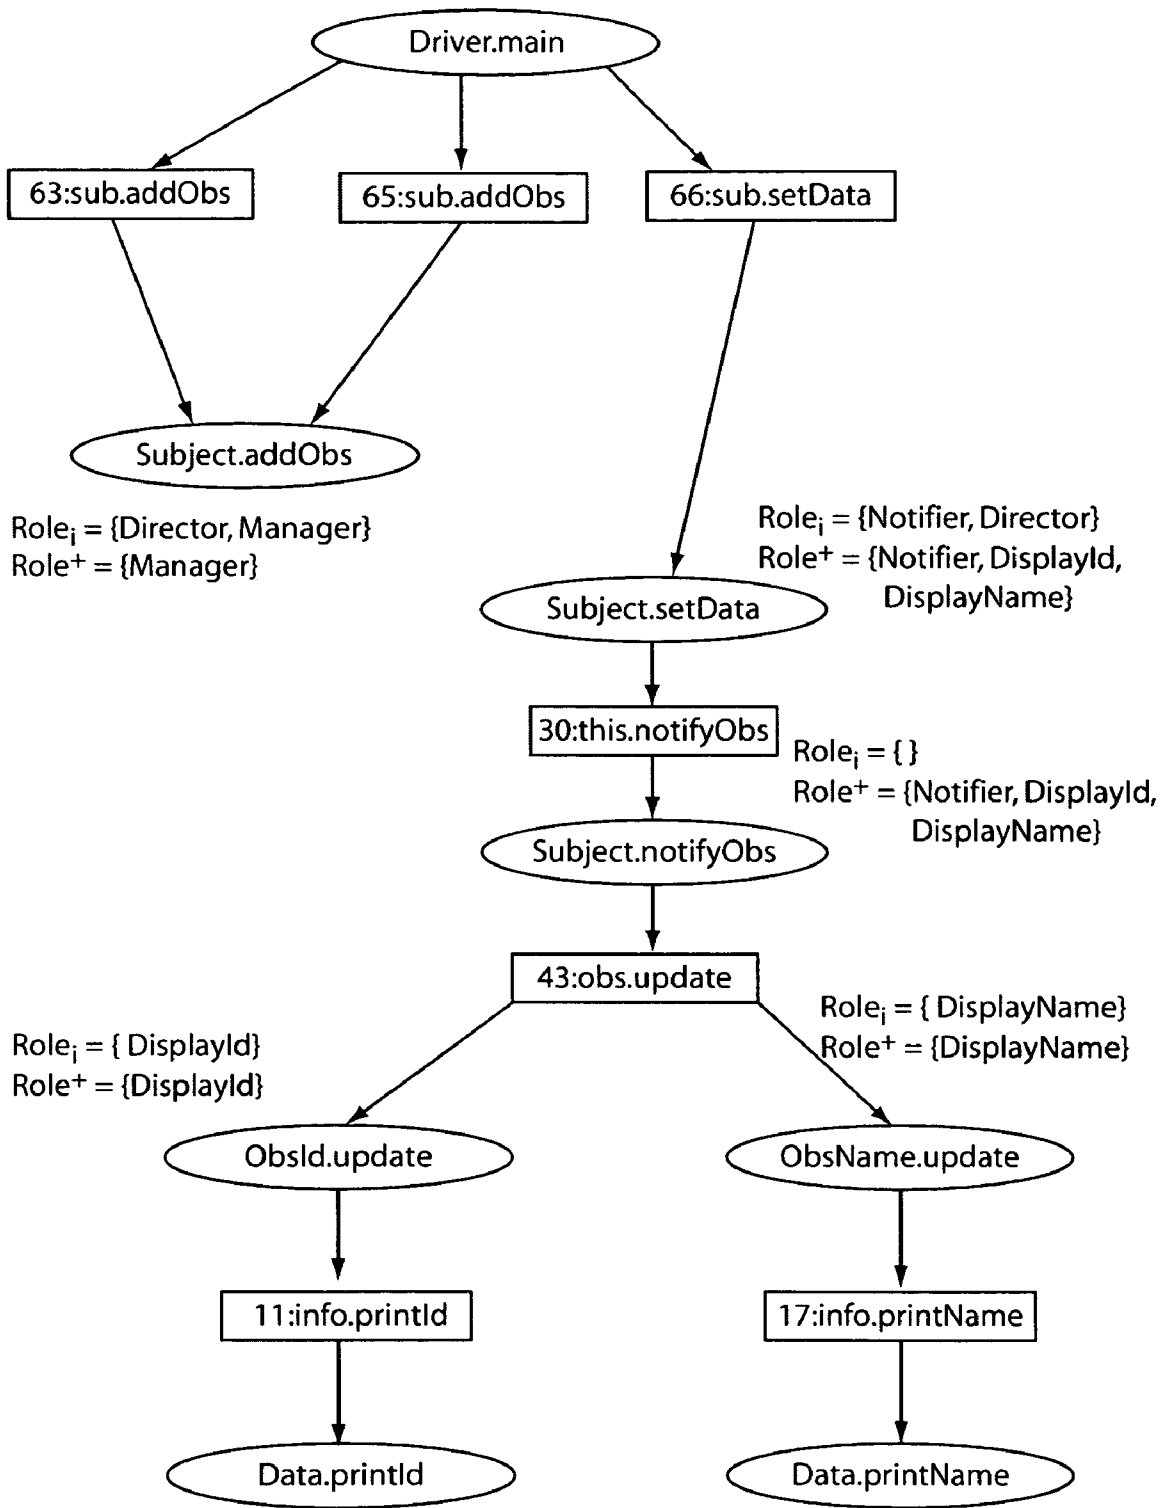 Driver.main
63:sub.addObs
65:sub.addObs
66:sub.setData
Subject.addObs
Roleᵢ = {Director, Manager}
Role⁺ = {Manager}
Roleᵢ = {Notifier, Director}
Role⁺ = {Notifier, DisplayId,
DisplayName}
Subject.setData
30:this.notifyObs
Roleᵢ = { }
Role⁺ = {Notifier, DisplayId,
DisplayName}
Subject.notifyObs
43:obs.update
Roleᵢ = { DisplayId}
Role⁺ = {DisplayId}
Roleᵢ = { DisplayName}
Role⁺ = {DisplayName}
ObsId.update
ObsName.update
11:info.printId
17:info.printName
Data.printId
Data.printName